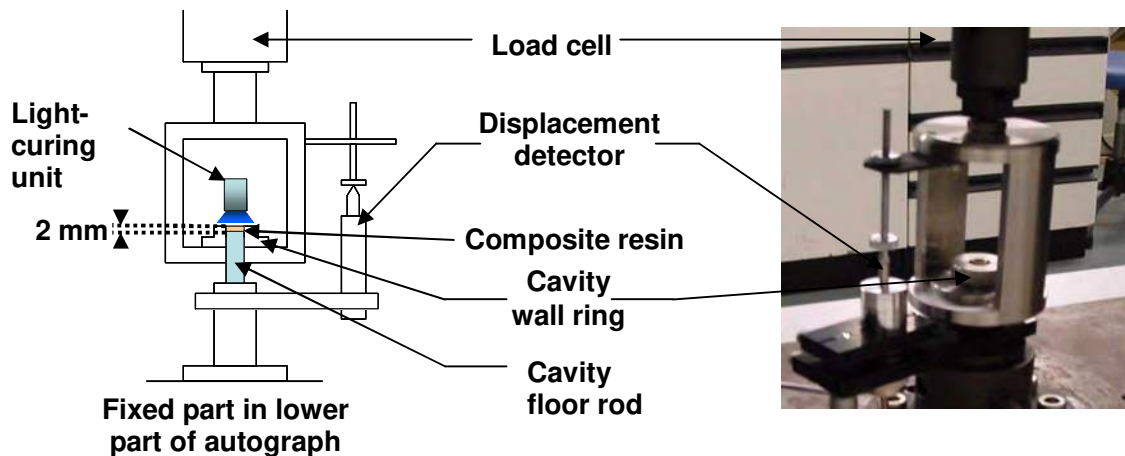 Load cell
Light-
curing
unit
Displacement
detector
2 mm
Composite resin
Cavity
wall ring
Cavity
floor rod
Fixed part in lower
part of autograph